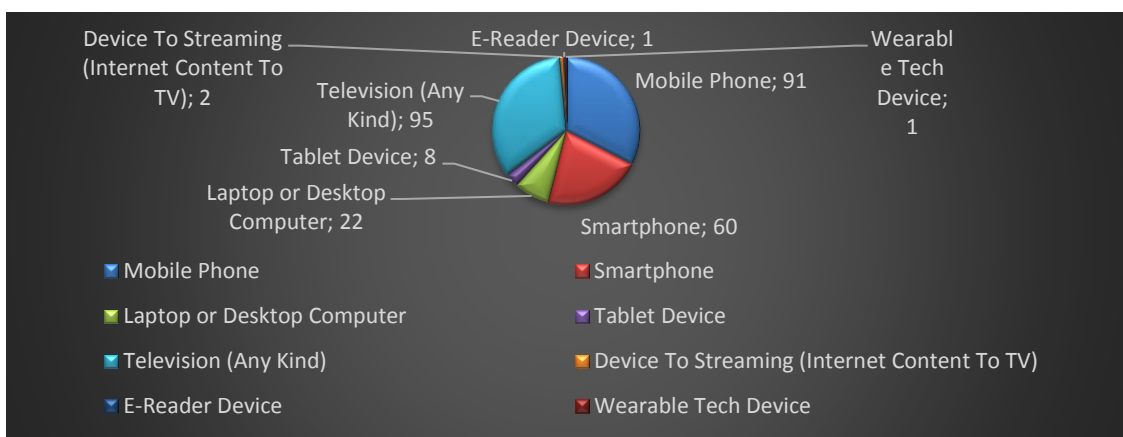 Device To Streaming
(Internet Content To
TV); 2
E-Reader Device; 1
Wearabl
e Tech
Device;
1
Mobile Phone; 91
Television (Any
Kind); 95
Tablet Device; 8
Laptop or Desktop
Computer; 22
Smartphone; 60
Mobile Phone
Smartphone
Laptop or Desktop Computer
Tablet Device
Television (Any Kind)
Device To Streaming (Internet Content To TV)
E-Reader Device
Wearable Tech Device